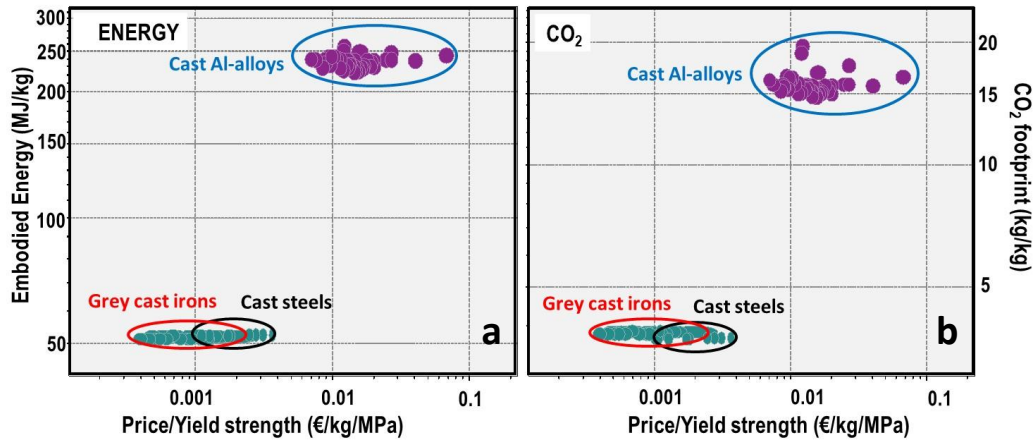 ENERGY
Cast Al-alloys
Grey cast irons
Cast steels
a
300
250
200
150
100
50
Embodied Energy (MJ/kg)
0.001
0.01
0.1
Price/Yield strength (€/kg/MPa)
CO₂
Cast Al-alloys
Grey cast irons
Cast steels
b
20
15
10
5
CO₂ footprint (kg/kg)
0.001
0.01
0.1
Price/Yield strength (€/kg/MPa)